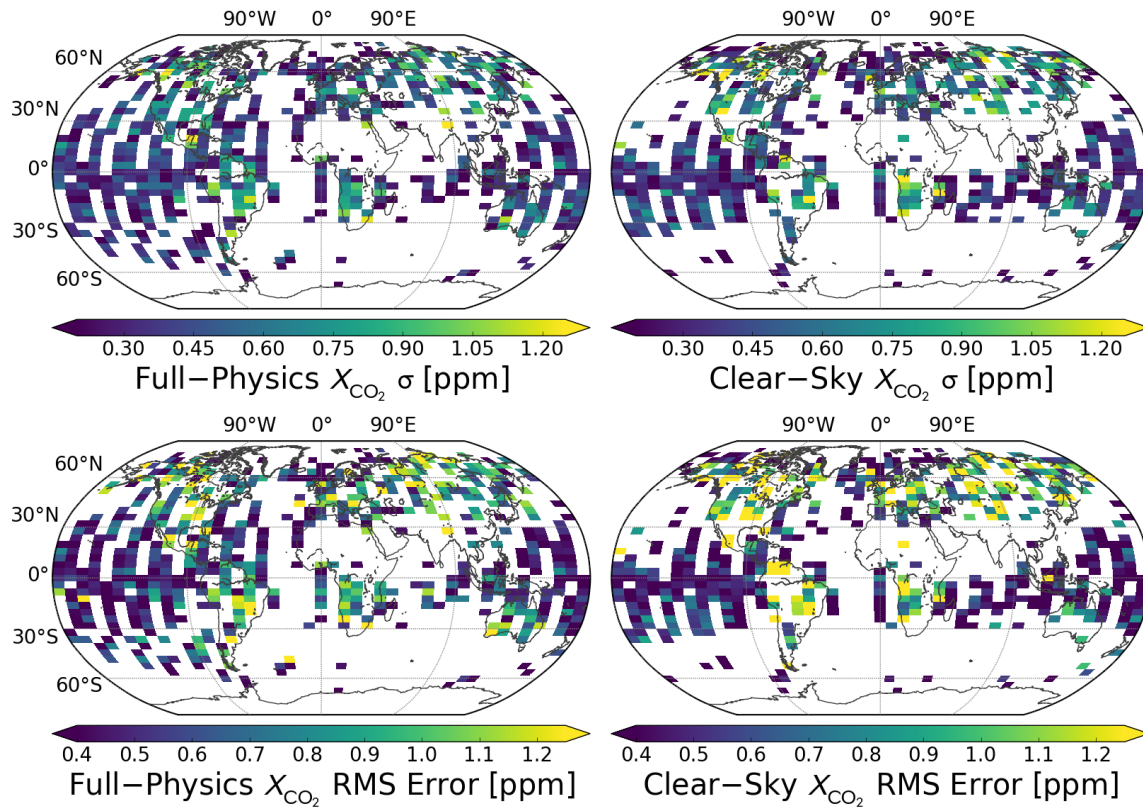 90°W 0° 90°E 90°W 0° 90°E
60°N
30°N
0°
30°S
60°S
0.30 0.45 0.60 0.75 0.90 1.05 1.20 0.30 0.45 0.60 0.75 0.90 1.05 1.20
Full−Physics X_CO₂ σ [ppm] Clear−Sky X_CO₂ σ [ppm]
90°W 0° 90°E 90°W 0° 90°E
60°N
30°N
0°
30°S
60°S
0.4 0.5 0.6 0.7 0.8 0.9 1.0 1.1 1.2 0.4 0.5 0.6 0.7 0.8 0.9 1.0 1.1 1.2
Full−Physics X_CO₂ RMS Error [ppm] Clear−Sky X_CO₂ RMS Error [ppm]